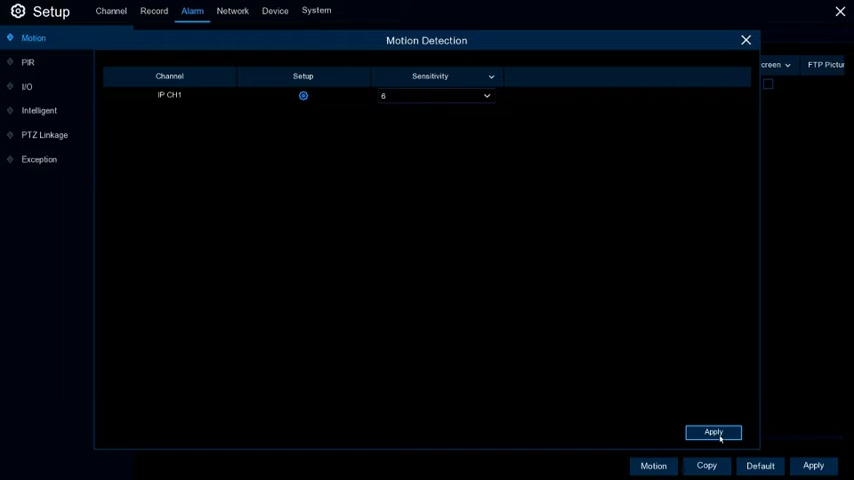 Setup Channel Record Alarm Network Device System
Motion
Motion Detection
PIR
creen FTP Pictur
Channel Setup Sensitivity
I/O
IP CH1 6
Intelligent
PTZ Linkage
Exception
Apply
Motion Copy Default Apply